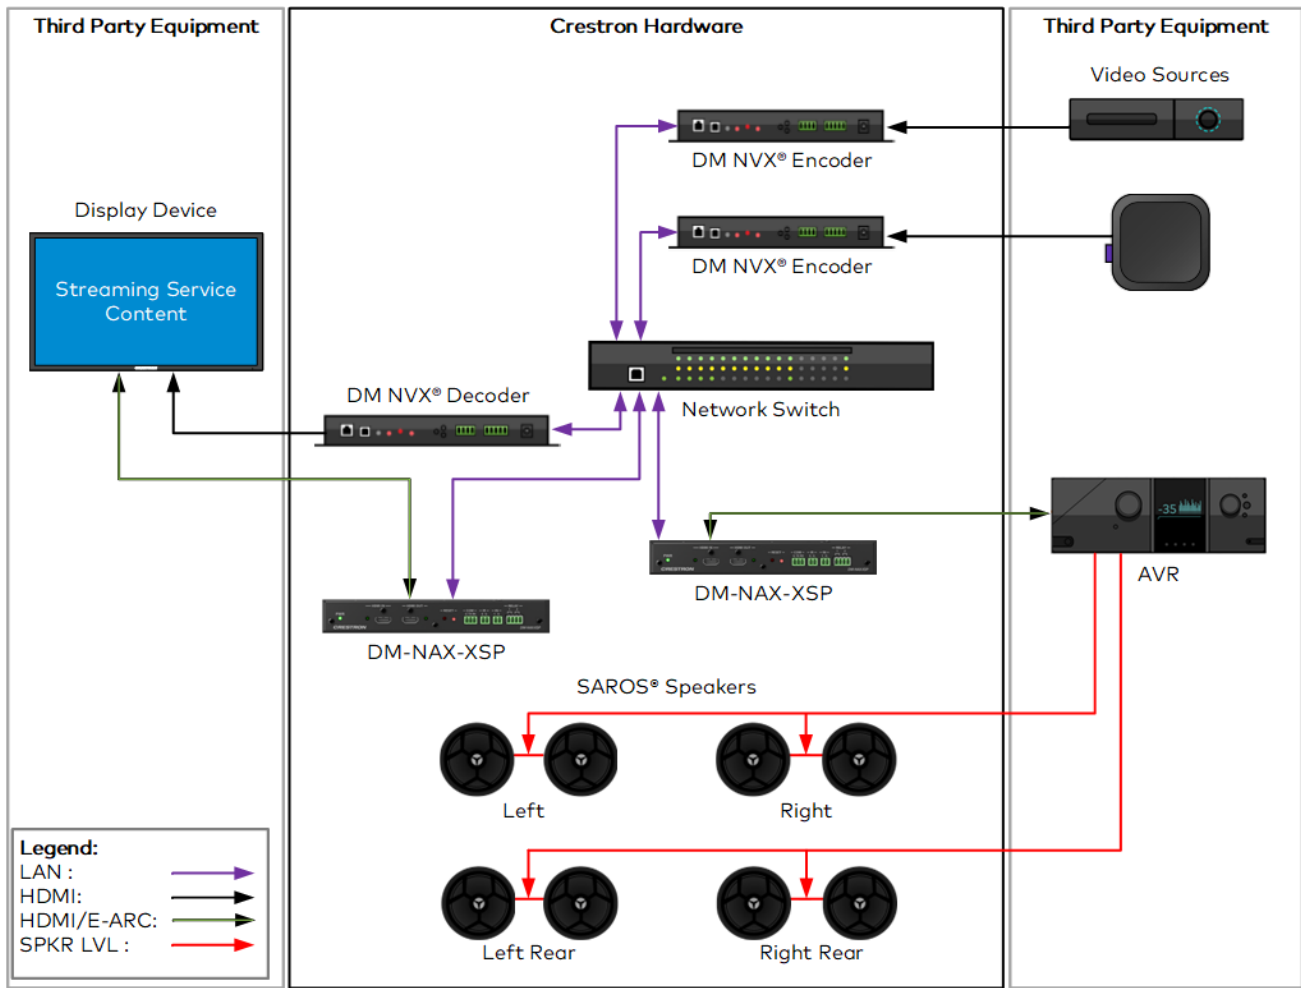 Third Party Equipment
Crestron Hardware
Third Party Equipment
Video Sources
DM NVX® Encoder
Display Device
Streaming Service
Content
DM NVX® Encoder
DM NVX® Decoder
Network Switch
-35
AVR
DM-NAX-XSP
CRESTRON
DM-NAX-XSP
SAROS® Speakers
Left
Right
Left Rear
Right Rear
Legend:
LAN :
HDMI:
HDMI/E-ARC:
SPKR LVL :